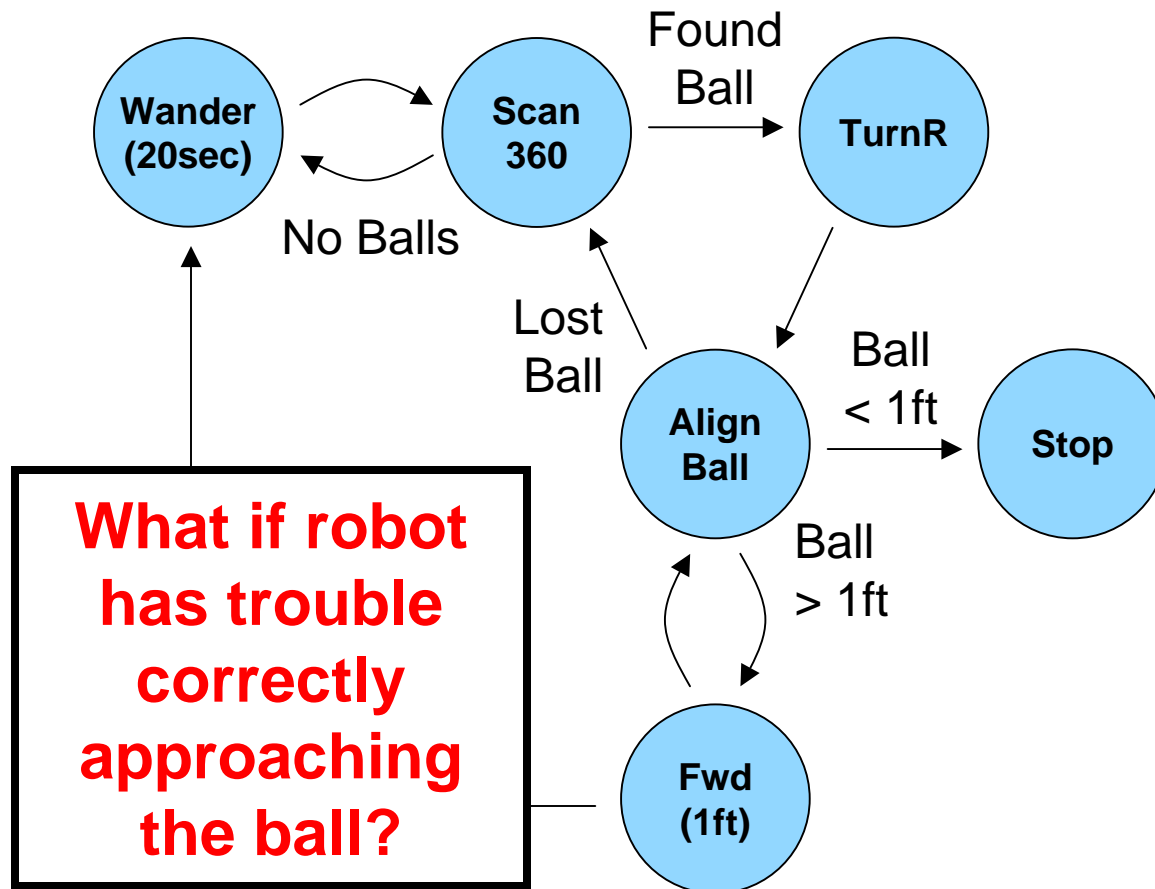 Found
Ball
Wander
(20sec)
Scan
360
TurnR
No Balls
Lost
Ball
Ball
< 1ft
Align
Ball
Stop
What if robot
has trouble
correctly
approaching
the ball?
Ball
> 1ft
Fwd
(1ft)